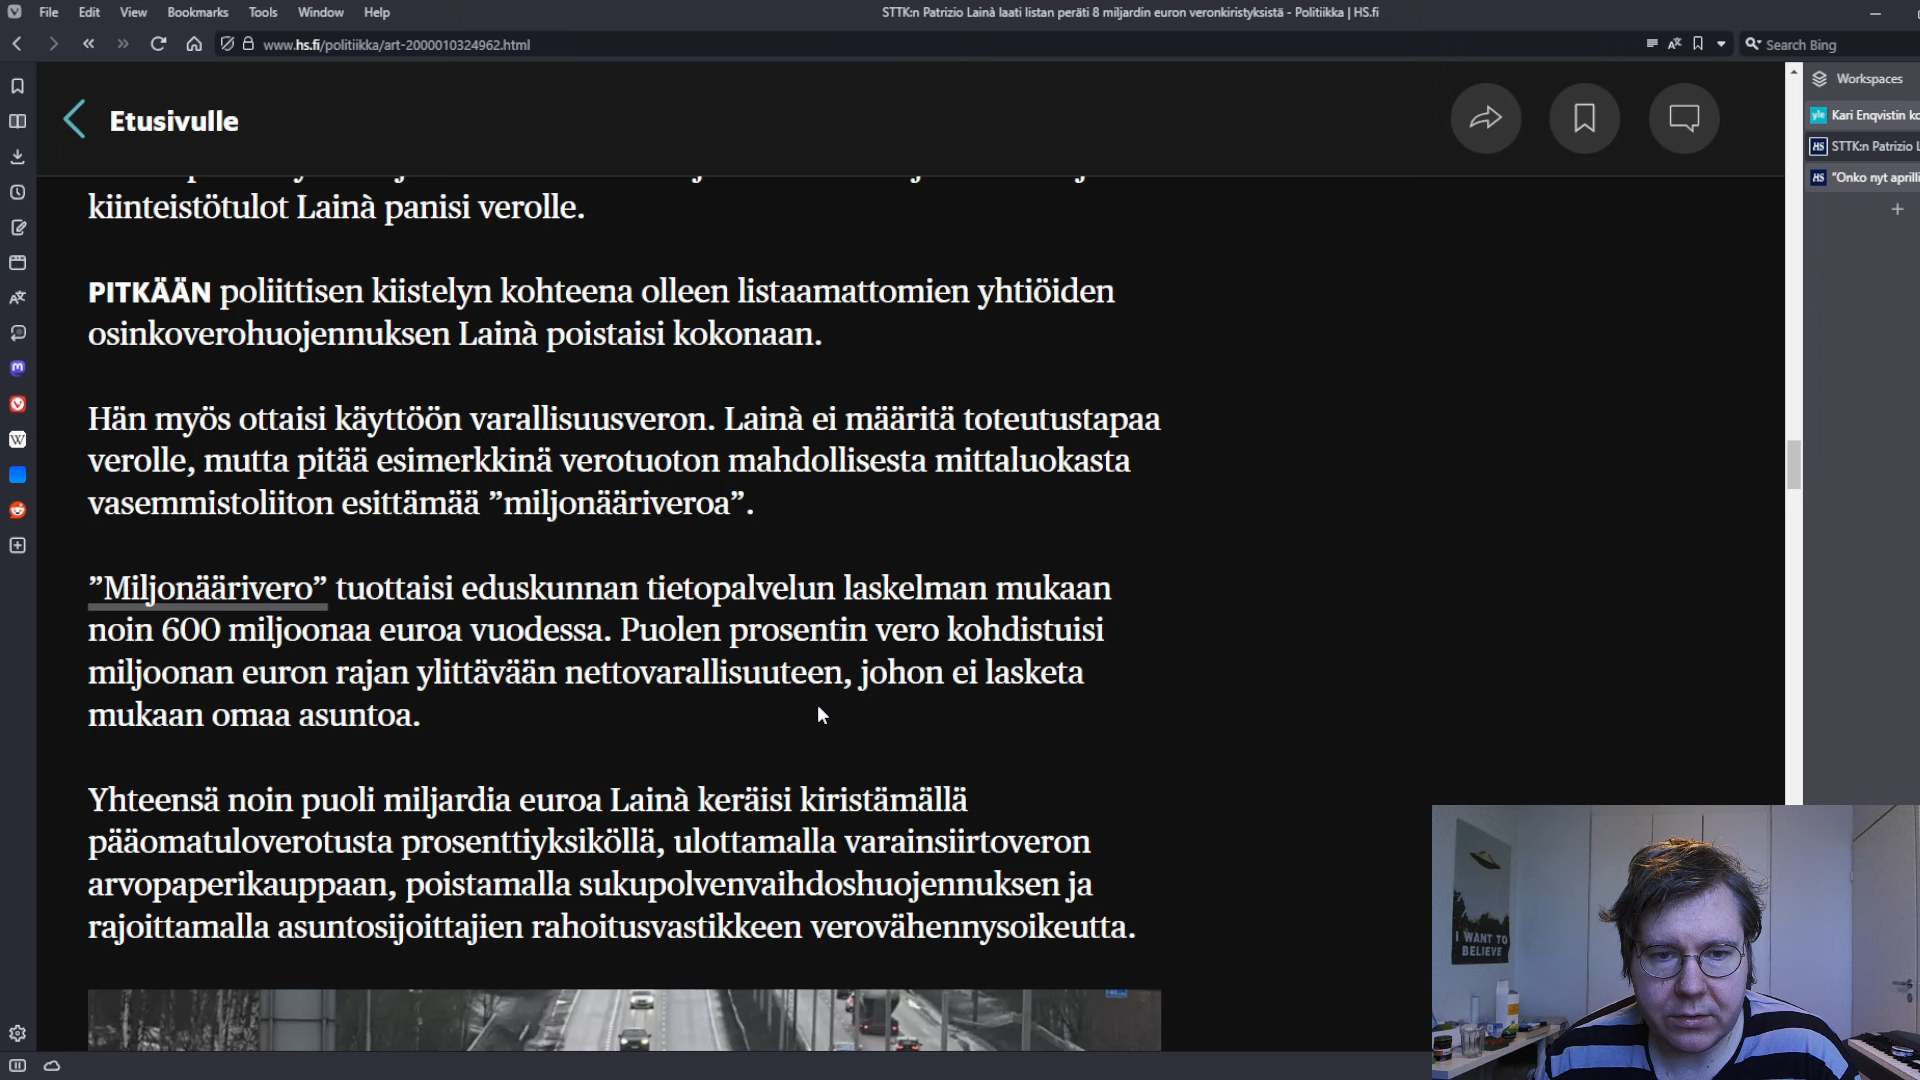 File Edit View Bookmarks Tools Window Help
STTK:n Patrizio Lainà laati listan peräti 8 miljardin euron veronkiristyksistä - Politiikka | HS.fi
www.hs.fi/politiikka/art-2000010324962.html
Search Bing
Workspaces
Etusivulle
yle Kari Enqvistin ko
HS STTK:n Patrizio L
HS "Onko nyt aprilli
kiinteistötulot Lainà panisi verolle.
PITKÄÄN poliittisen kiistelyn kohteena olleen listaamattomien yhtiöiden
osinkoverohuojennuksen Lainà poistaisi kokonaan.
Hän myös ottaisi käyttöön varallisuusveron. Lainà ei määritä toteutustapaa
verolle, mutta pitää esimerkkinä verotuoton mahdollisesta mittaluokasta
vasemmistoliiton esittämää ”miljonääriveroa”.
”Miljonäärivero” tuottaisi eduskunnan tietopalvelun laskelman mukaan
noin 600 miljoonaa euroa vuodessa. Puolen prosentin vero kohdistuisi
miljoonan euron rajan ylittävään nettovarallisuuteen, johon ei lasketa
mukaan omaa asuntoa.
Yhteensä noin puoli miljardia euroa Lainà keräisi kiristämällä
pääomatuloverotusta prosenttiyksiköllä, ulottamalla varainsiirtoveron
arvopaperikauppaan, poistamalla sukupolvenvaihdoshuojennuksen ja
rajoittamalla asuntosijoittajien rahoitusvastikkeen verovähennysoikeutta.
I WANT TO
BELIEVE